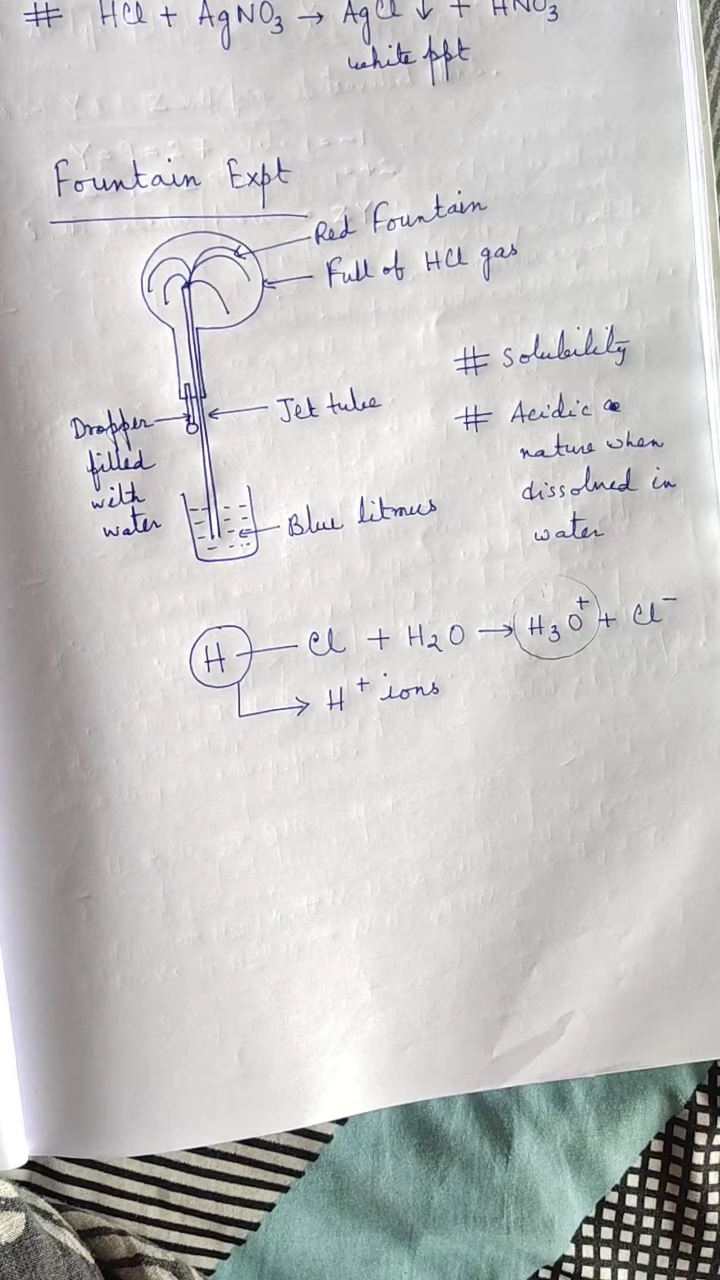 # HCl + AgNO3 → AgCl ↓ + HNO3
white ppt
Fountain Expt
Red Fountain
Full of HCl gas
# Solubility
Dropper
filled
with
water
Jet tube
# Acidic
nature when
dissolved in
water
Blue litmus
H — Cl + H2O → H3O+ + Cl-
→ H+ ions